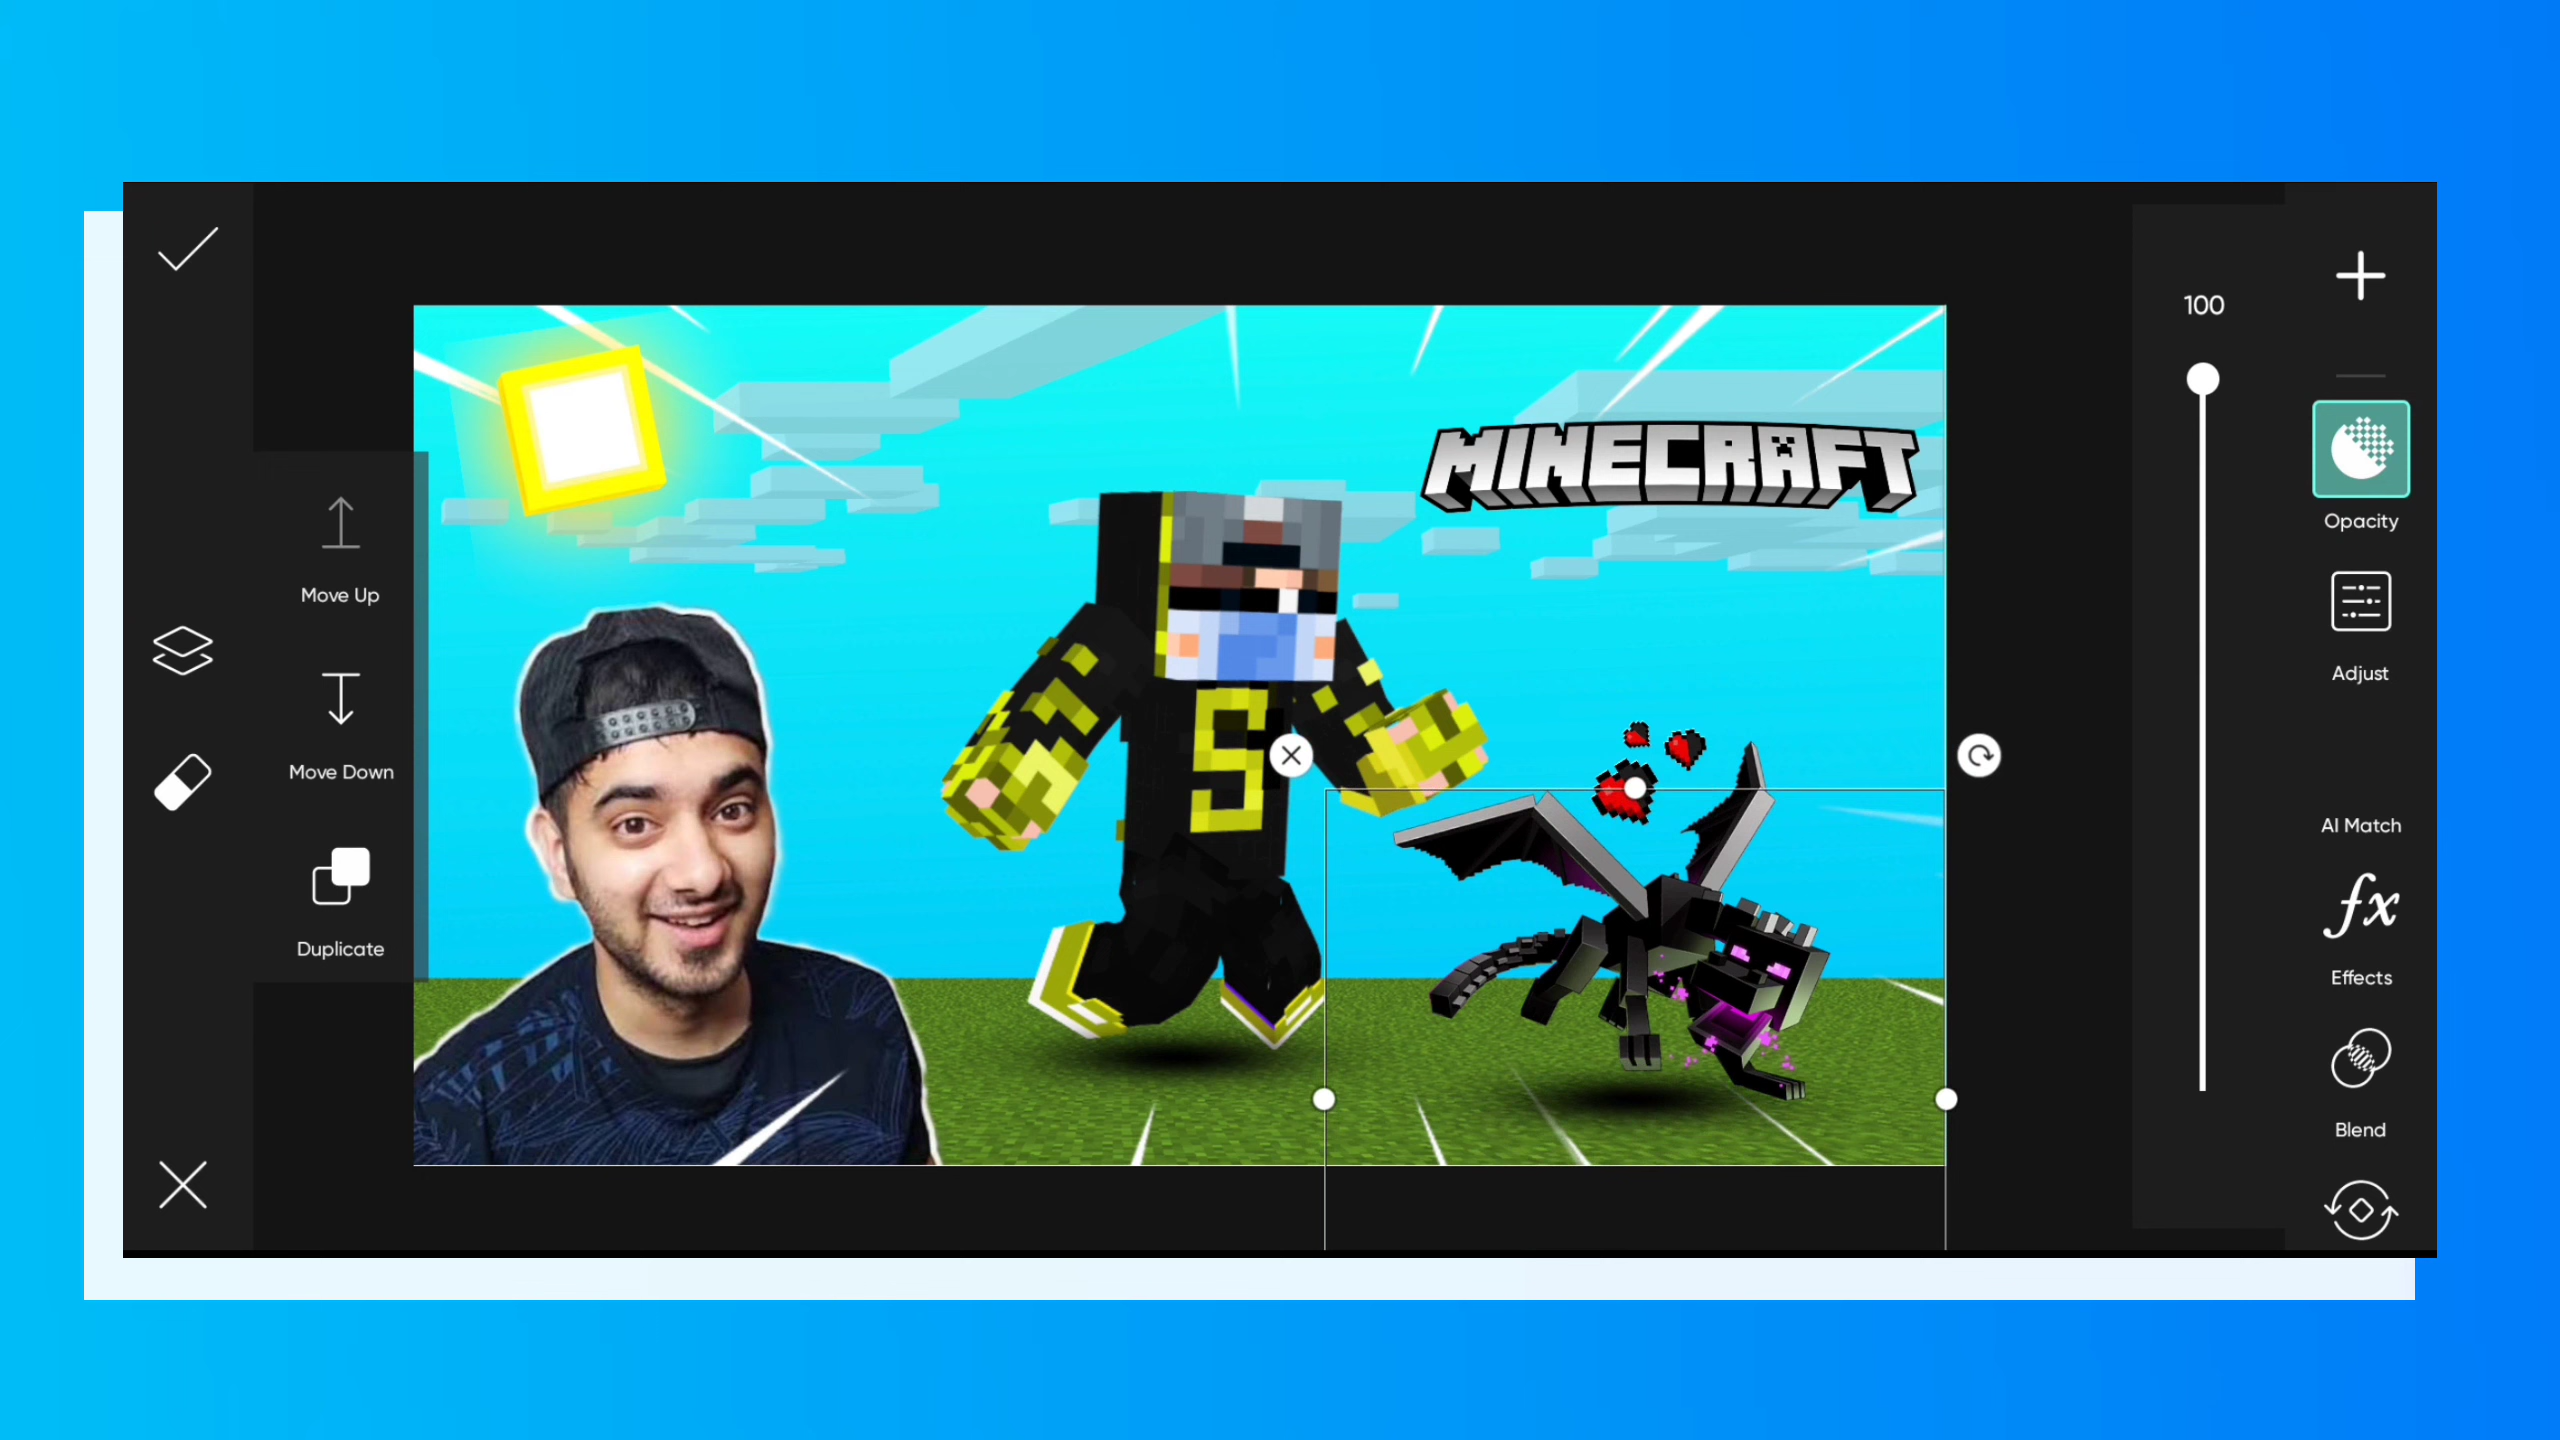 100
MINECRAFT
Opacity
Move Up
Adjust
S
Move Down
AI Match
Duplicate
fx
Effects
Blend